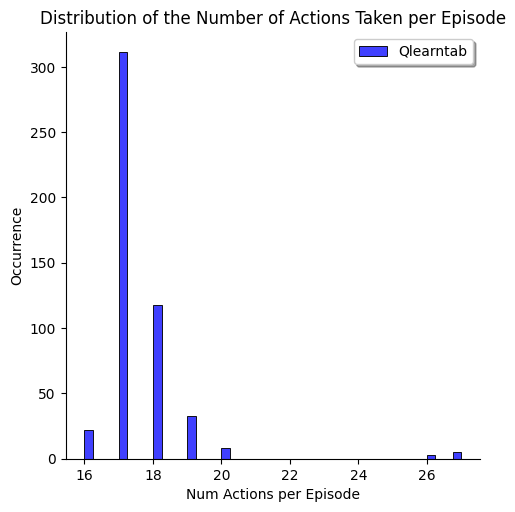 Distribution of the Number of Actions Taken per Episode
Qlearntab
300
250
200
150
100
50
0
Occurrence
16 18 20 22 24 26
Num Actions per Episode